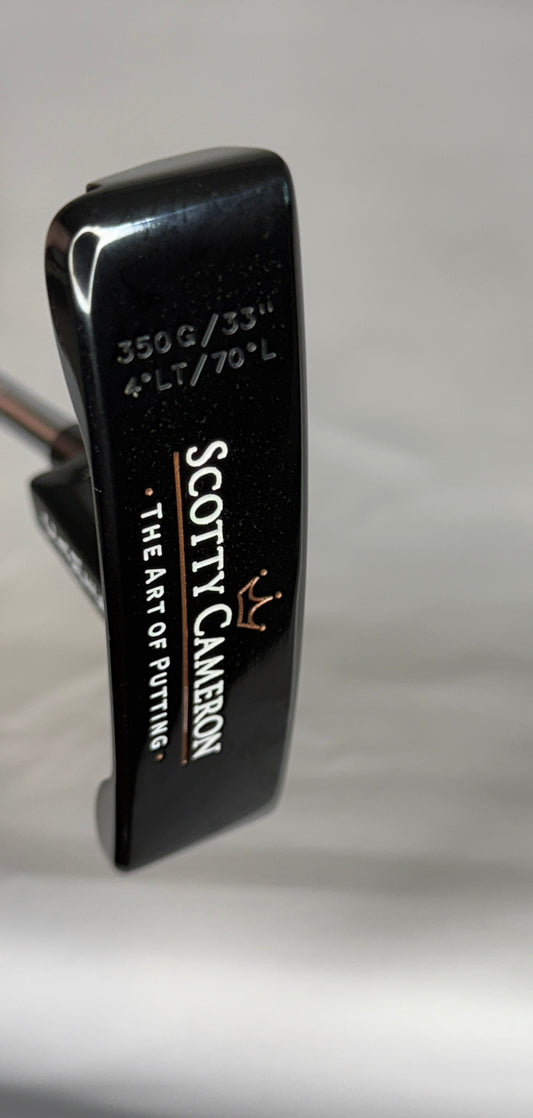 350G/33"
4°LT/70°L
SCOTTY CAMERON
·THE ART OF PUTTING·